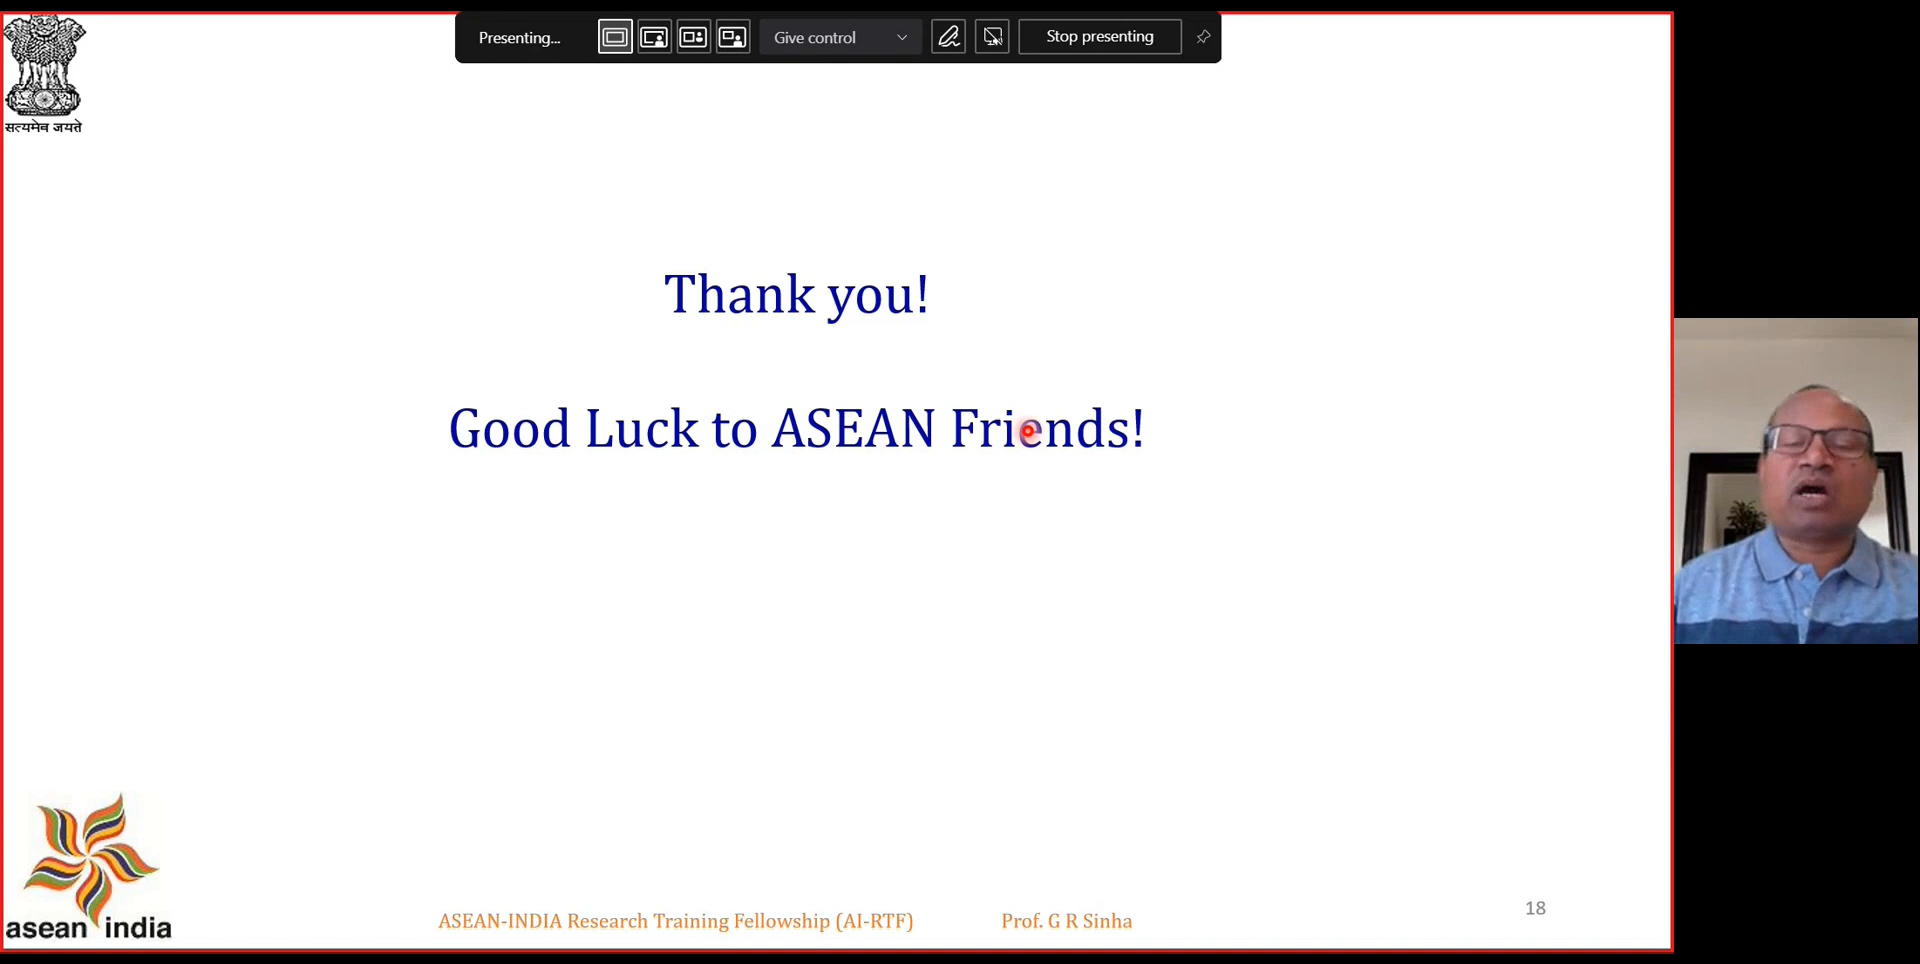 Presenting...
Give control
Stop presenting
सत्यमेव जयते
Thank you!
Good Luck to ASEAN Friends!
asean india
ASEAN-INDIA Research Training Fellowship (AI-RTF)
Prof. G R Sinha
18